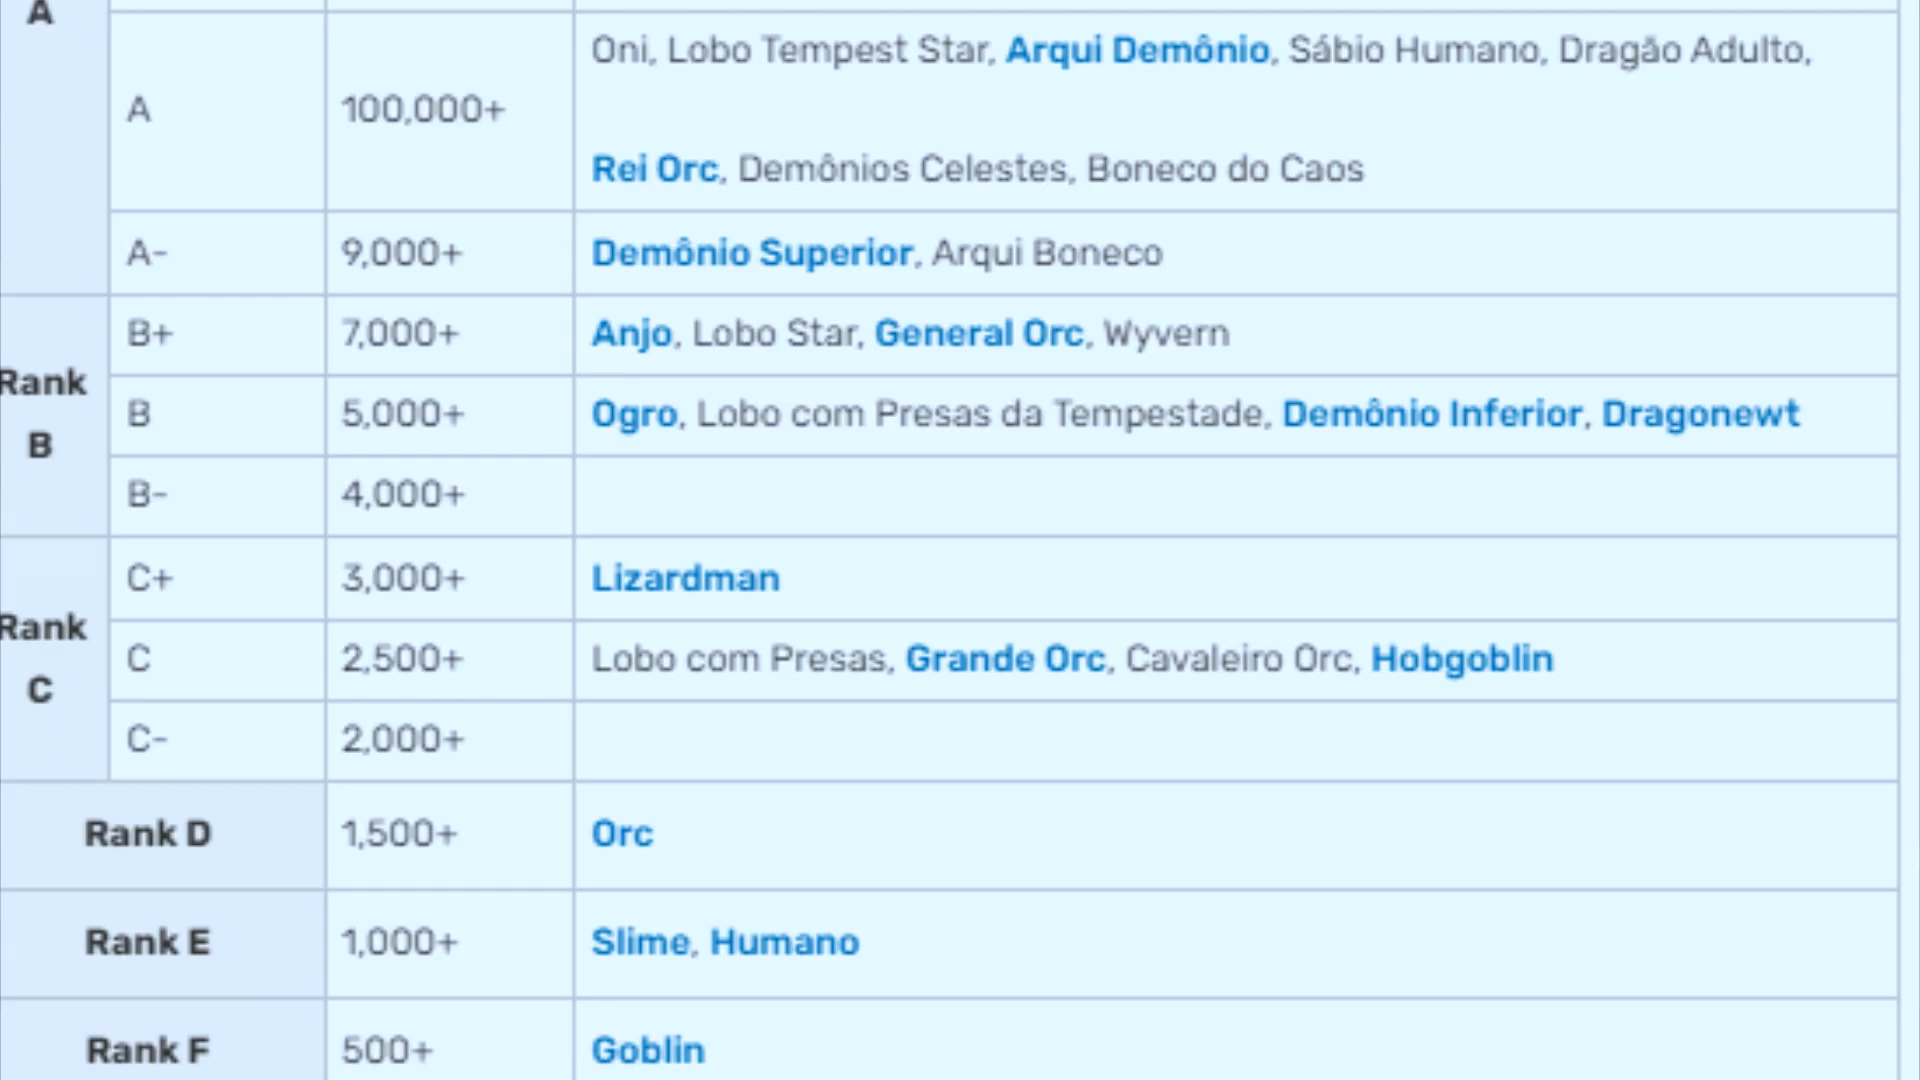 A
A
100,000+
Oni, Lobo Tempest Star, Arqui Demônio, Sábio Humano, Dragão Adulto,
Rei Orc, Demônios Celestes, Boneco do Caos
A-
9,000+
Demônio Superior, Arqui Boneco
Rank
B
B+
7,000+
Anjo, Lobo Star, General Orc, Wyvern
B
5,000+
Ogro, Lobo com Presas da Tempestade, Demônio Inferior, Dragonewt
B-
4,000+
Rank
C
C+
3,000+
Lizardman
C
2,500+
Lobo com Presas, Grande Orc, Cavaleiro Orc, Hobgoblin
C-
2,000+
Rank D
1,500+
Orc
Rank E
1,000+
Slime, Humano
Rank F
500+
Goblin